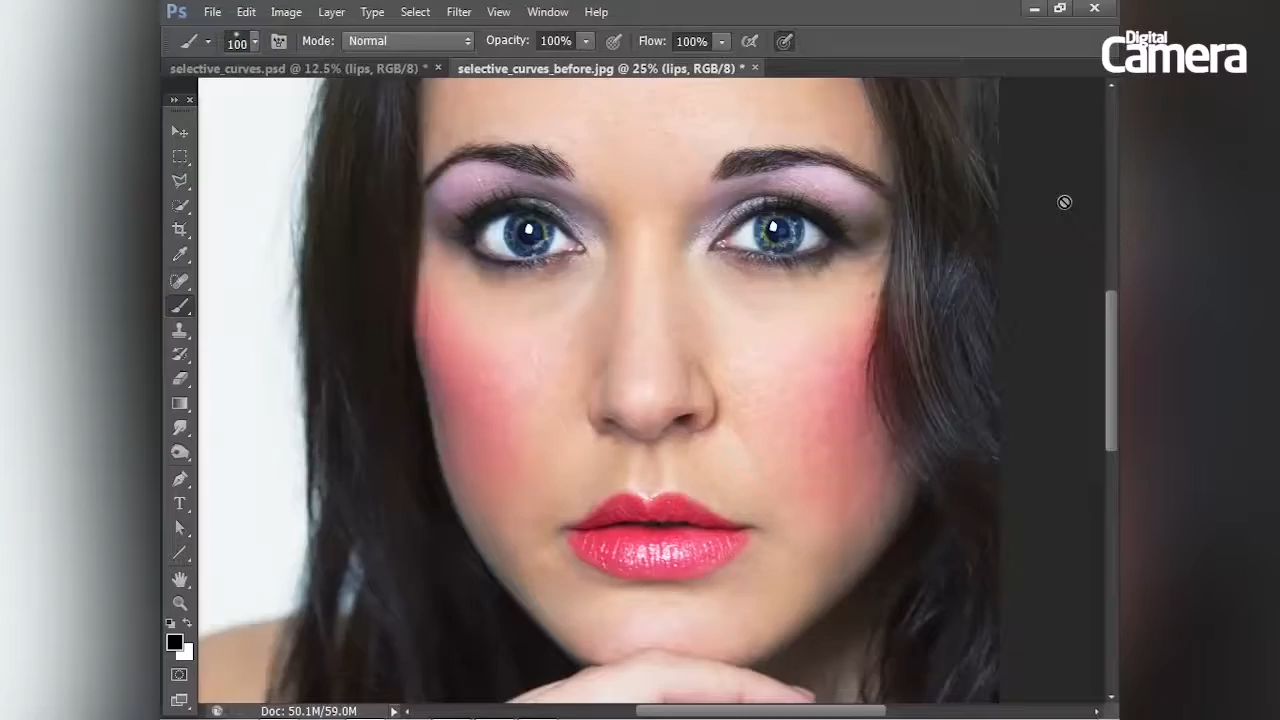 Ps File Edit Image Layer Type Select Filter View Window Help
100 Mode: Normal Opacity: 100% Flow: 100%
Digital
Camera
selective_curves.psd @ 12.5% (lips, RGB/8) * × selective_curves_before.jpg @ 25% (lips, RGB/8) * ×
T
Doc: 50.1M/59.0M